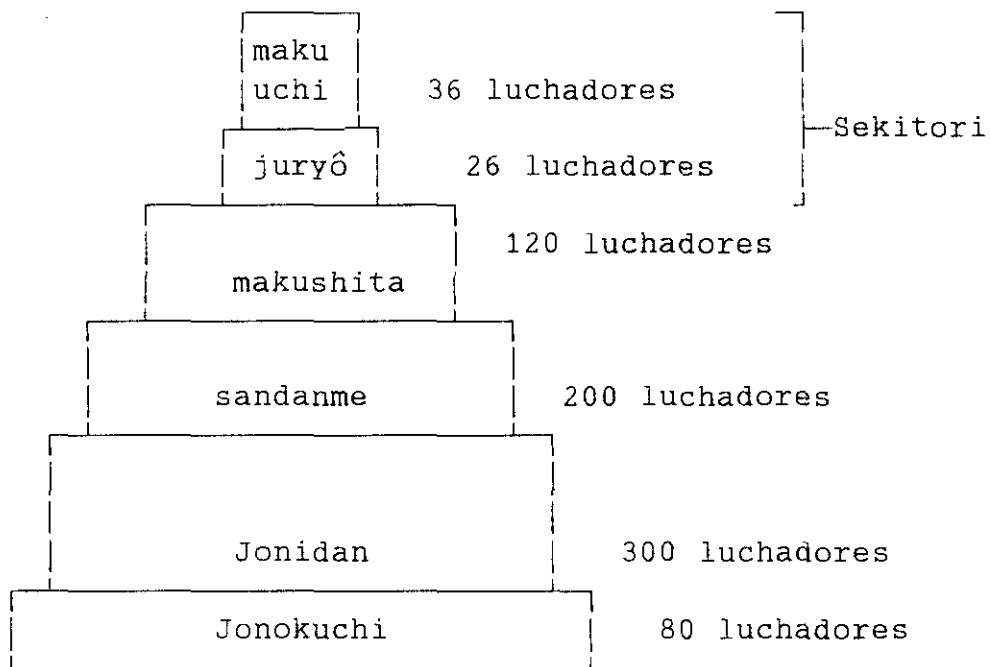 maku
uchi 36 luchadores
Sekitori
juryô 26 luchadores
120 luchadores
makushita
sandanme 200 luchadores
Jonidan 300 luchadores
Jonokuchi 80 luchadores